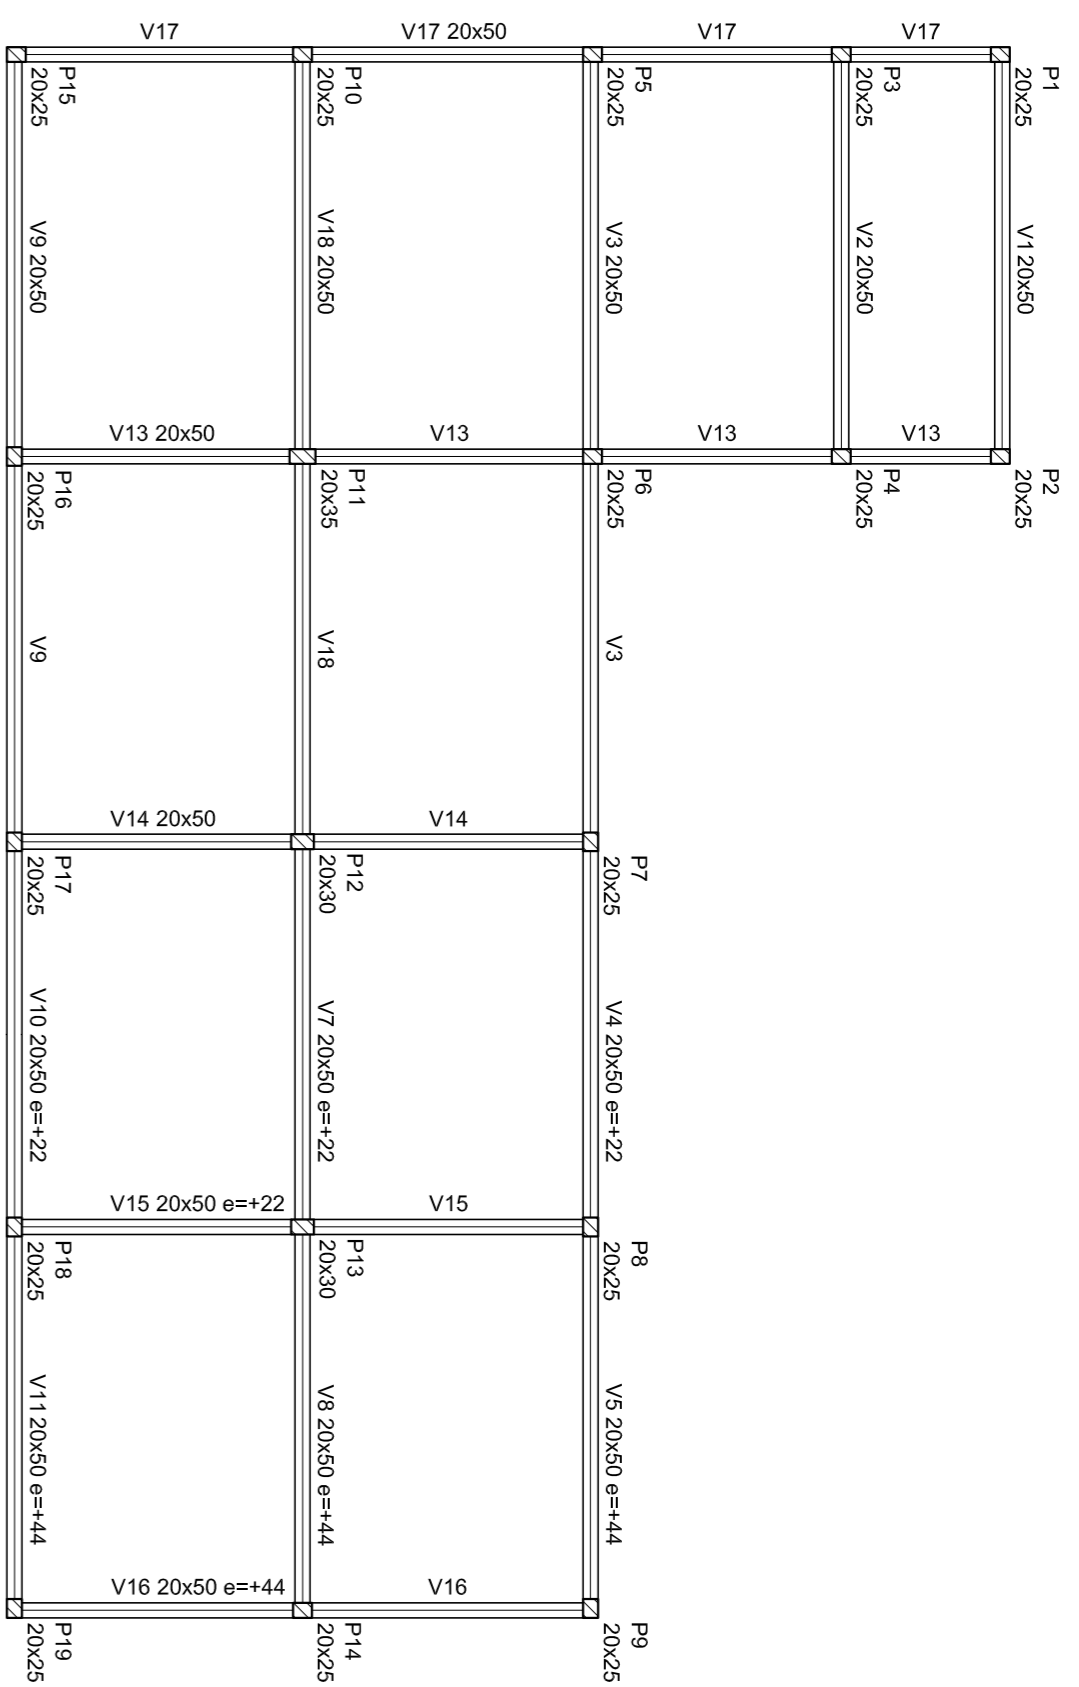 V17
V17 20x50
V17
V17
P15
20x25
P10
20x25
P5
20x25
P3
20x25
P1
20x25
V9 20x50
V18 20x50
V3 20x50
V2 20x50
V1 20x50
V13 20x50
V13
V13
V13
P16
20x25
P11
20x35
P6
20x25
P4
20x25
P2
20x25
V9
V18
V3
V14 20x50
V14
P17
20x25
P12
20x30
P7
20x25
V10 20x50 e=+22
V7 20x50 e=+22
V4 20x50 e=+22
V15 20x50 e=+22
V15
P18
20x25
P13
20x30
P8
20x25
V11 20x50 e=+44
V8 20x50 e=+44
V5 20x50 e=+44
V16 20x50 e=+44
V16
P19
20x25
P14
20x25
P9
20x25